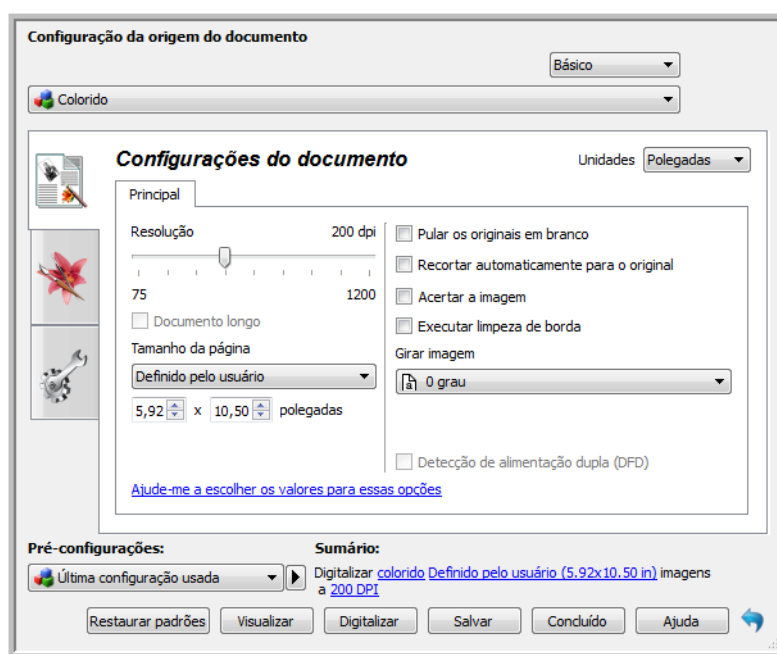 Configuração da origem do documento
Básico
Colorido
Configurações do documento
Unidades Polegadas
Principal
Resolução 200 dpi
75 1200
Documento longo
Tamanho da página
Definido pelo usuário
5,92 x 10,50 polegadas
Pular os originais em branco
Recortar automaticamente para o original
Acertar a imagem
Executar limpeza de borda
Girar imagem
0 grau
Detecção de alimentação dupla (DFD)
Ajude-me a escolher os valores para essas opções
Pré-configurações:
Última configuração usada
Sumário:
Digitalizar colorido Definido pelo usuário (5.92x10.50 in) imagens
a 200 DPI
Restaurar padrões Visualizar Digitalizar Salvar Concluído Ajuda